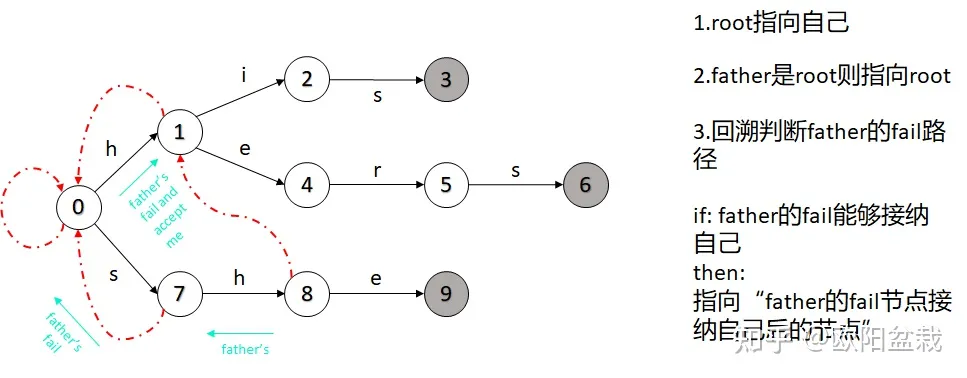 1.root指向自己
2.father是root则指向root
3.回溯判断father的fail路
径
if: father的fail能够接纳
自己
then:
指向“father的fail节点接
纳自己后的节点”
i
2
s
3
1
h
e
4
r
5
s
6
0
father's
fail and
accept
me
s
7
h
8
e
9
father's
fail
father's
知乎 @欧阳盆栽